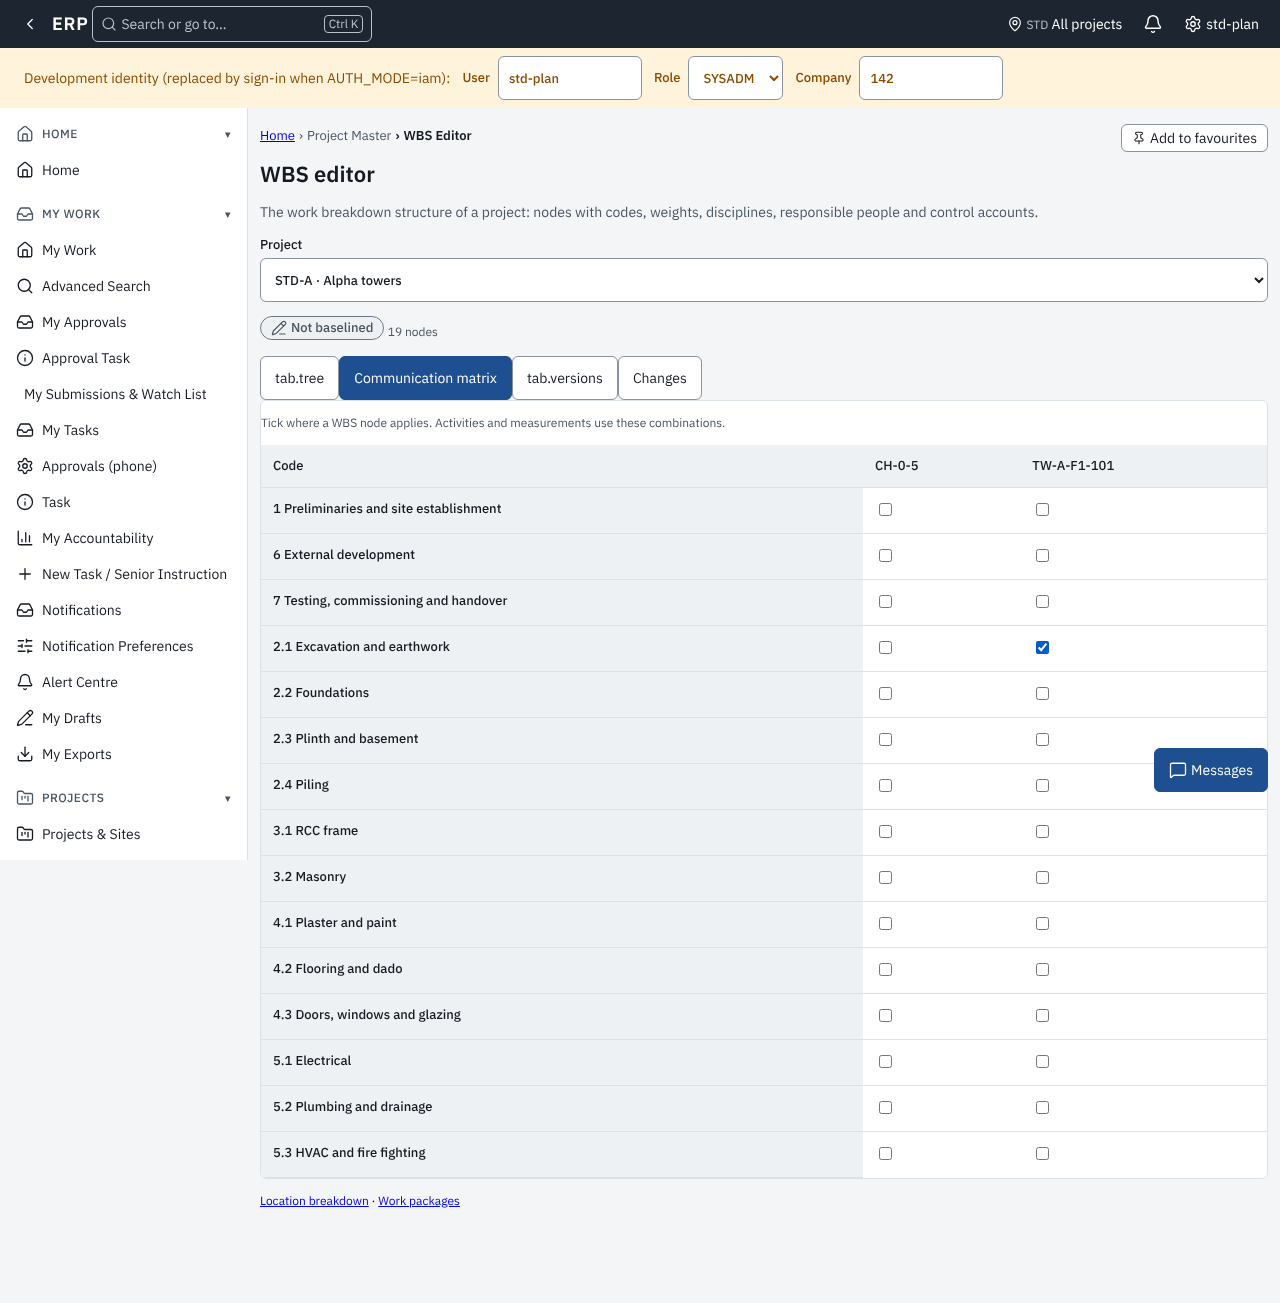 ERP
Search or go to...
Ctrl K
STD All projects
std-plan
Development identity (replaced by sign-in when AUTH_MODE=iam):
User
std-plan
Role
SYSADM
Company
142
HOME
Home
MY WORK
My Work
Advanced Search
My Approvals
Approval Task
My Submissions & Watch List
My Tasks
Approvals (phone)
Task
My Accountability
New Task / Senior Instruction
Notifications
Notification Preferences
Alert Centre
My Drafts
My Exports
PROJECTS
Projects & Sites
Home › Project Master › WBS Editor
Add to favourites
WBS editor
The work breakdown structure of a project: nodes with codes, weights, disciplines, responsible people and control accounts.
Project
STD-A · Alpha towers
Not baselined
19 nodes
tab.tree
Communication matrix
tab.versions
Changes
Tick where a WBS node applies. Activities and measurements use these combinations.
Code
CH-0-5
TW-A-F1-101
1 Preliminaries and site establishment
6 External development
7 Testing, commissioning and handover
2.1 Excavation and earthwork
2.2 Foundations
2.3 Plinth and basement
Messages
2.4 Piling
3.1 RCC frame
3.2 Masonry
4.1 Plaster and paint
4.2 Flooring and dado
4.3 Doors, windows and glazing
5.1 Electrical
5.2 Plumbing and drainage
5.3 HVAC and fire fighting
Location breakdown · Work packages